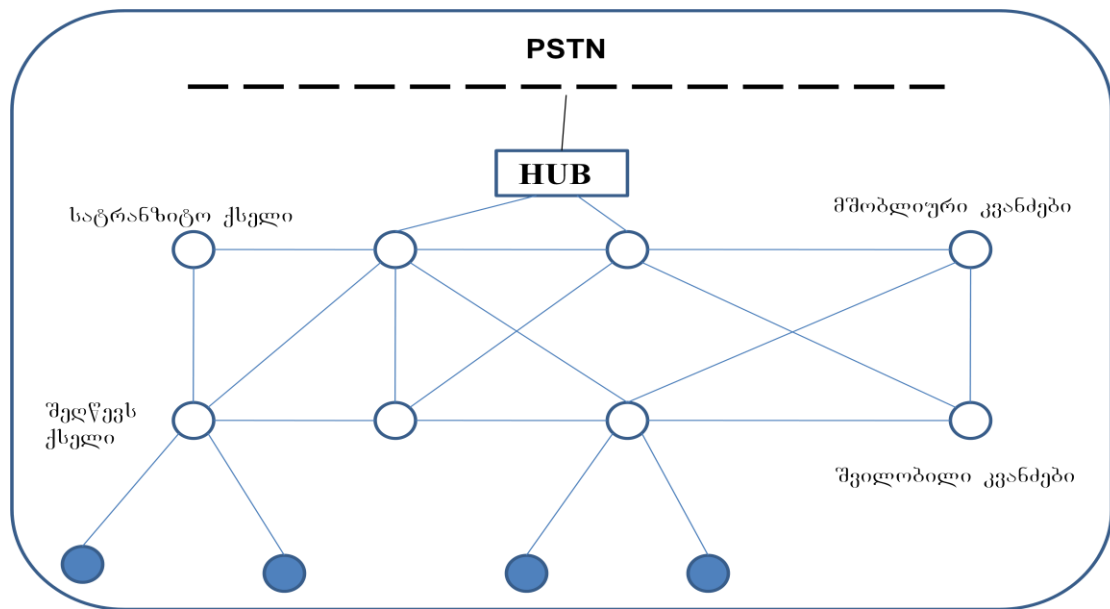 PSTN
HUB
სატრანზიტო ქსელი
მშობლიური კვანძები
შეღწევს
ქსელი
შვილობილი კვანძები